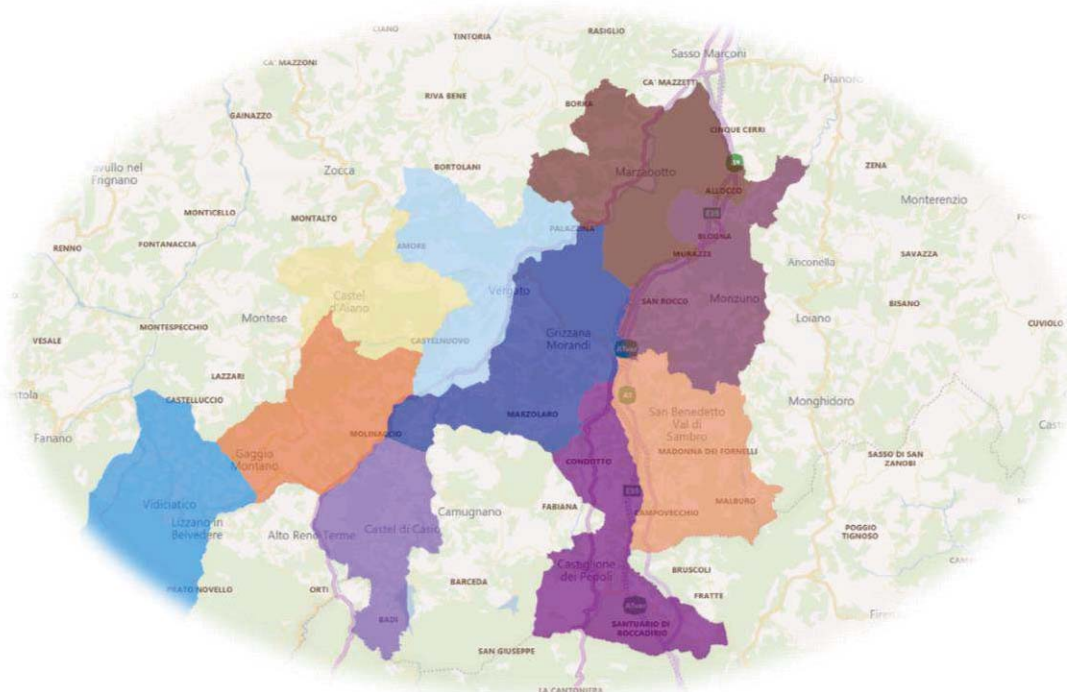 CIANO
TINTORIA
RASIGLIO
Sasso Marconi
CA' MAZZONI
CA' MAZZETTI
Pianoro
RIVA BENE
BORRA
GAINAZZO
CINQUE CERRI
Zocca
BORTOLANI
Marzabotto
ZENA
avullo nel
Frignano
ALLOCCO
Monterenzio
MONTICELLO
MONTALTO
PALAZZINA
E35
RENNO
FONTANACCIA
AMORE
MURAZZE
SAVAZZA
Anconella
Castel
d'Aiano
Vergato
SAN ROCCO
Monzuno
BISANO
Montese
Loiano
CUVIOLO
MONTESPECCHIO
VESALE
CASTELNUOVO
Grizzana
Morandi
LAZZARI
CASTELLUCCIO
A1
Monghidoro
MARZOLARO
San Benedetto
Val di
Sambro
Fanano
MOLINACCIO
MADONNA DEI FORNELLI
SASSO DI SAN
ZANOBI
Gaggio
Montano
CONDOTTO
E35
MALBURO
Vidiciatico
FABIANA
CAMPOVECCHIO
Lizzano in
Belvedere
Alto Reno Terme
Castel di Casio
Camugnano
POGGIO
TIGNOSO
Castiglione
dei Pepoli
BRUSCOLI
PRATO NOVELLO
ORTI
BARCEDA
FRATTE
BADI
SANTUARIO DI
BOCCADIRIO
SAN GIUSEPPE
LA CANTONIERA